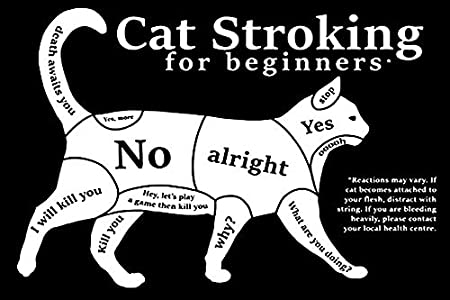 Cat Stroking
for beginners*
death awaits you
stop
Yes, more
Yes
No
alright
ooooh
*Reactions may vary. If
cat becomes attached to
your flesh, distract with
string. If you are bleeding
heavily, please contact
your local health centre.
I will kill you
Kill you
Hey, let's play
a game then kill you
why?
What are you doing?